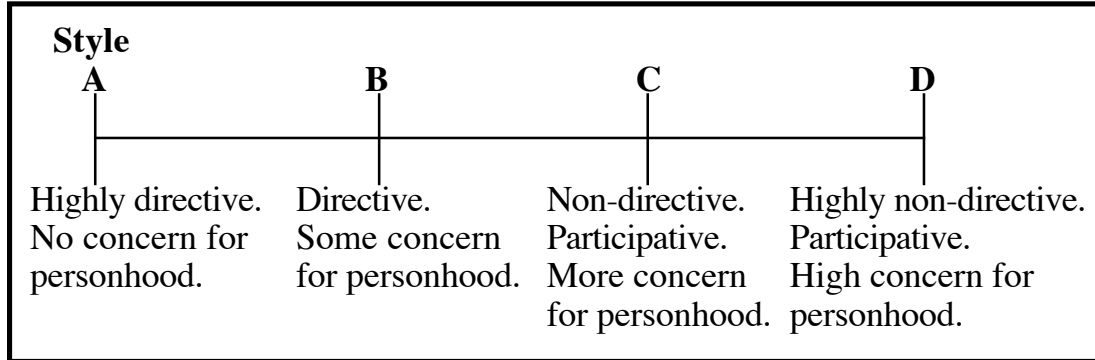 Style
A B C D
Highly directive.
No concern for
personhood.
Directive.
Some concern
for personhood.
Non-directive.
Participative.
More concern
for personhood.
Highly non-directive.
Participative.
High concern for
personhood.